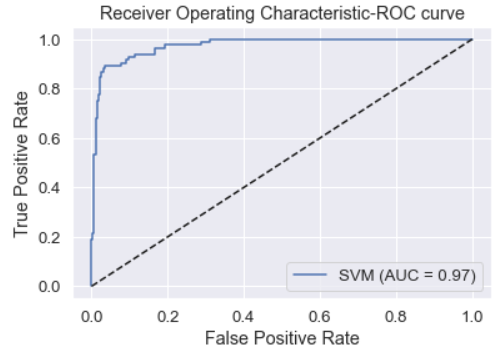 Receiver Operating Characteristic-ROC curve
True Positive Rate
1.0
0.8
0.6
0.4
0.2
0.0
SVM (AUC = 0.97)
0.0 0.2 0.4 0.6 0.8 1.0
False Positive Rate